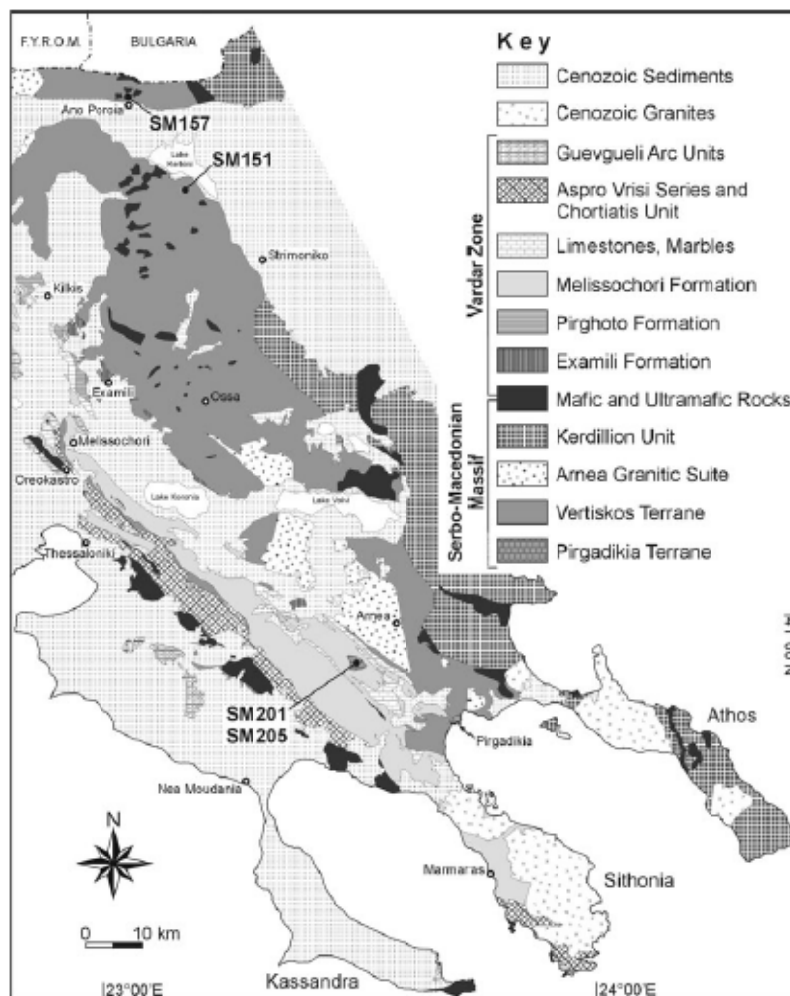 F.Y.R.O.M.
BULGARIA
Ano Poroia
SM157
Lake
SM151
Strimoniko
Kilkis
Examili
Ossa
Melissochori
Oreokastro
Lake Koronia
Lake Volvi
Thessaloniki
Arnea
SM201
SM205
Pirgadikia
Athos
Nea Moudania
N
Marmaras
Sithonia
0 10 km
Kassandra
23°00'E
24°00'E
Key
Cenozoic Sediments
Cenozoic Granites
Vardar Zone
Guevgueli Arc Units
Aspro Vrisi Series and
Chortiatis Unit
Limestones, Marbles
Melissochori Formation
Pirghoto Formation
Examili Formation
Serbo-Macedonian
Massif
Mafic and Ultramafic Rocks
Kerdillion Unit
Arnea Granitic Suite
Vertiskos Terrane
Pirgadikia Terrane